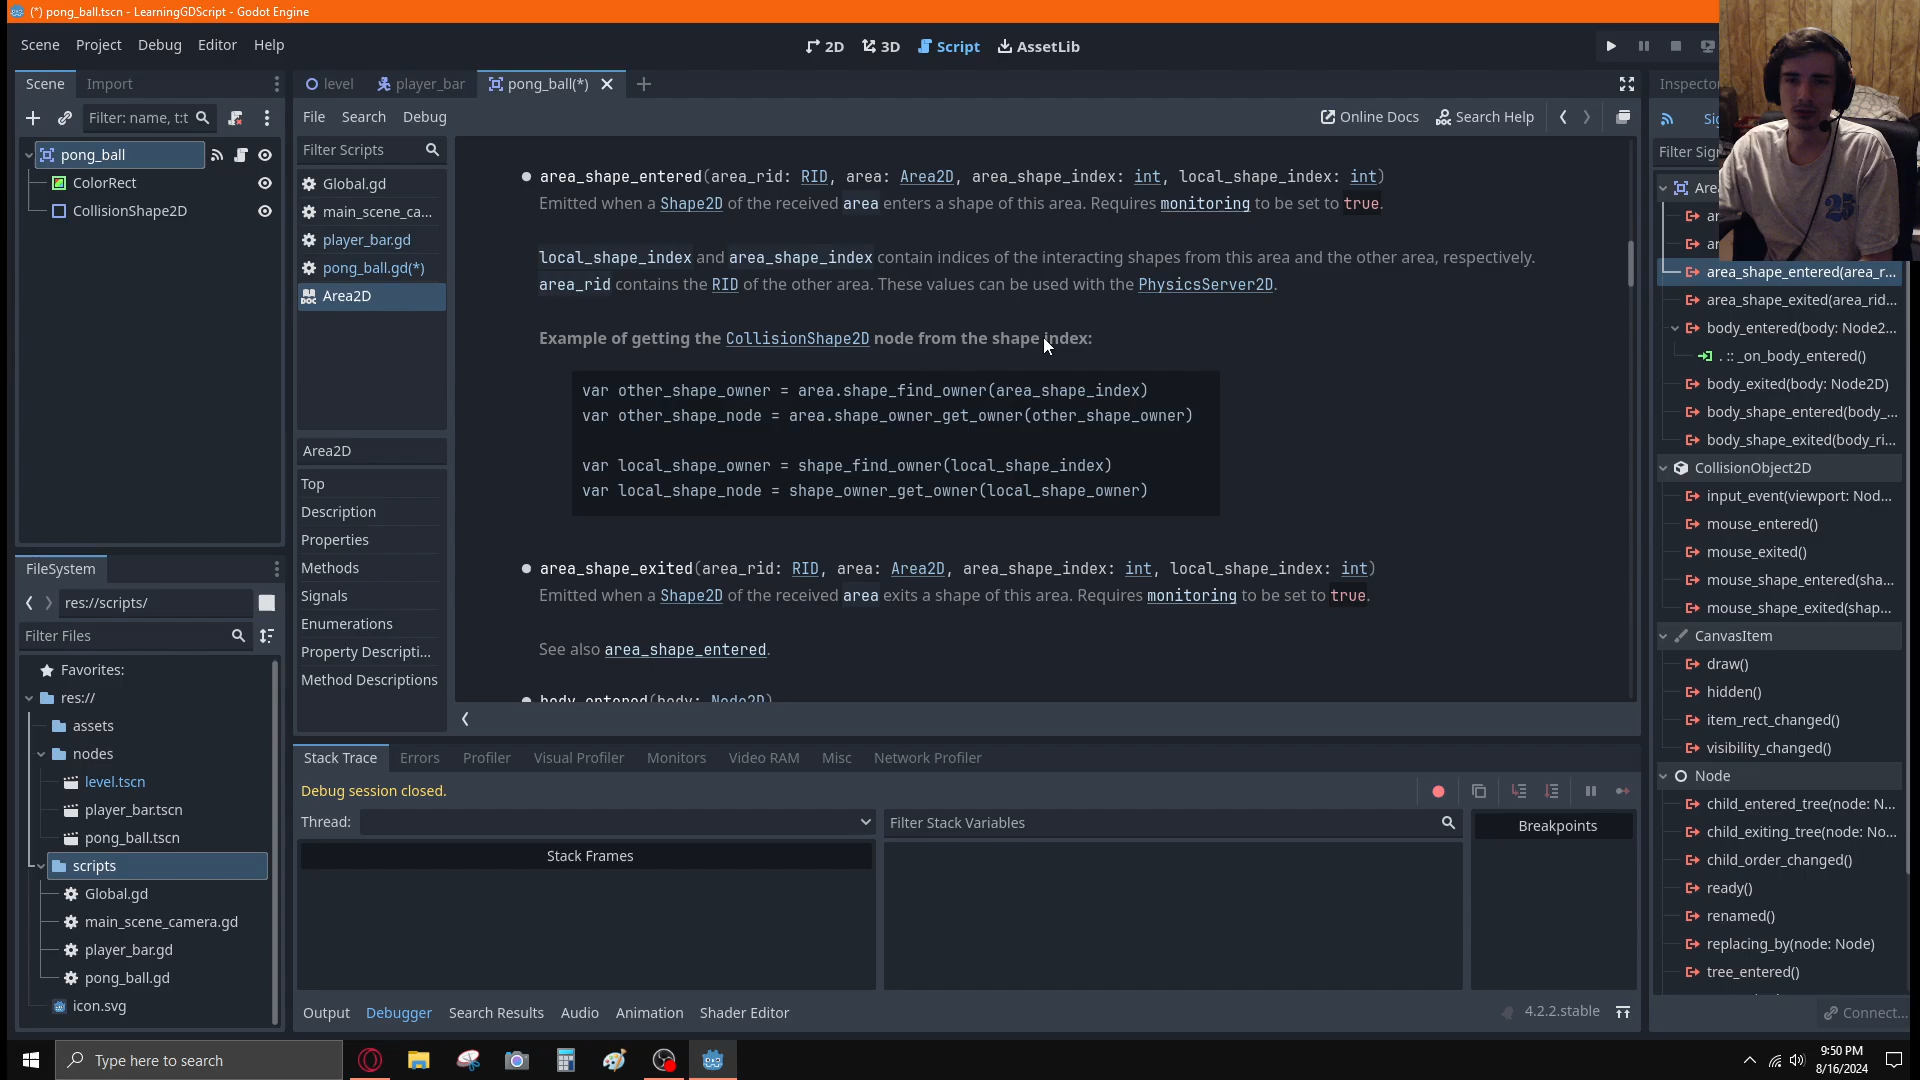 (*) pong_ball.tscn - LearningGDScript - Godot Engine
Scene Project Debug Editor Help
2D 3D Script AssetLib
Scene Import
level player_bar pong_ball(*)
Inspector
Filter: name, t:t
File Search Debug
Online Docs Search Help
pong_ball
ColorRect
CollisionShape2D
Filter Scripts
Global.gd
main_scene_ca...
player_bar.gd
pong_ball.gd(*)
Area2D
Area2D
Top
Description
Properties
Methods
Signals
Enumerations
Property Descripti...
Method Descriptions
area_shape_entered(area_rid: RID, area: Area2D, area_shape_index: int, local_shape_index: int)
Emitted when a Shape2D of the received area enters a shape of this area. Requires monitoring to be set to true.
local_shape_index and area_shape_index contain indices of the interacting shapes from this area and the other area, respectively.
area_rid contains the RID of the other area. These values can be used with the PhysicsServer2D.
Example of getting the CollisionShape2D node from the shape index:
var other_shape_owner = area.shape_find_owner(area_shape_index)
var other_shape_node = area.shape_owner_get_owner(other_shape_owner)
var local_shape_owner = shape_find_owner(local_shape_index)
var local_shape_node = shape_owner_get_owner(local_shape_owner)
area_shape_exited(area_rid: RID, area: Area2D, area_shape_index: int, local_shape_index: int)
Emitted when a Shape2D of the received area exits a shape of this area. Requires monitoring to be set to true.
See also area_shape_entered.
body_entered(body: Node2D)
FileSystem
res://scripts/
Filter Files
Favorites:
res://
assets
nodes
level.tscn
player_bar.tscn
pong_ball.tscn
scripts
Global.gd
main_scene_camera.gd
player_bar.gd
pong_ball.gd
icon.svg
Stack Trace Errors Profiler Visual Profiler Monitors Video RAM Misc Network Profiler
Debug session closed.
Thread:
Filter Stack Variables
Breakpoints
Stack Frames
Output Debugger Search Results Audio Animation Shader Editor
4.2.2.stable
Filter Sig
Area
ar
ar
area_shape_entered(area_r...
area_shape_exited(area_rid...
body_entered(body: Node2...
. :: _on_body_entered()
body_exited(body: Node2D)
body_shape_entered(body_...
body_shape_exited(body_ri...
CollisionObject2D
input_event(viewport: Nod...
mouse_entered()
mouse_exited()
mouse_shape_entered(sha...
mouse_shape_exited(shap...
CanvasItem
draw()
hidden()
item_rect_changed()
visibility_changed()
Node
child_entered_tree(node: N...
child_exiting_tree(node: No...
child_order_changed()
ready()
renamed()
replacing_by(node: Node)
tree_entered()
Connect...
25
Type here to search
9:50 PM
8/16/2024